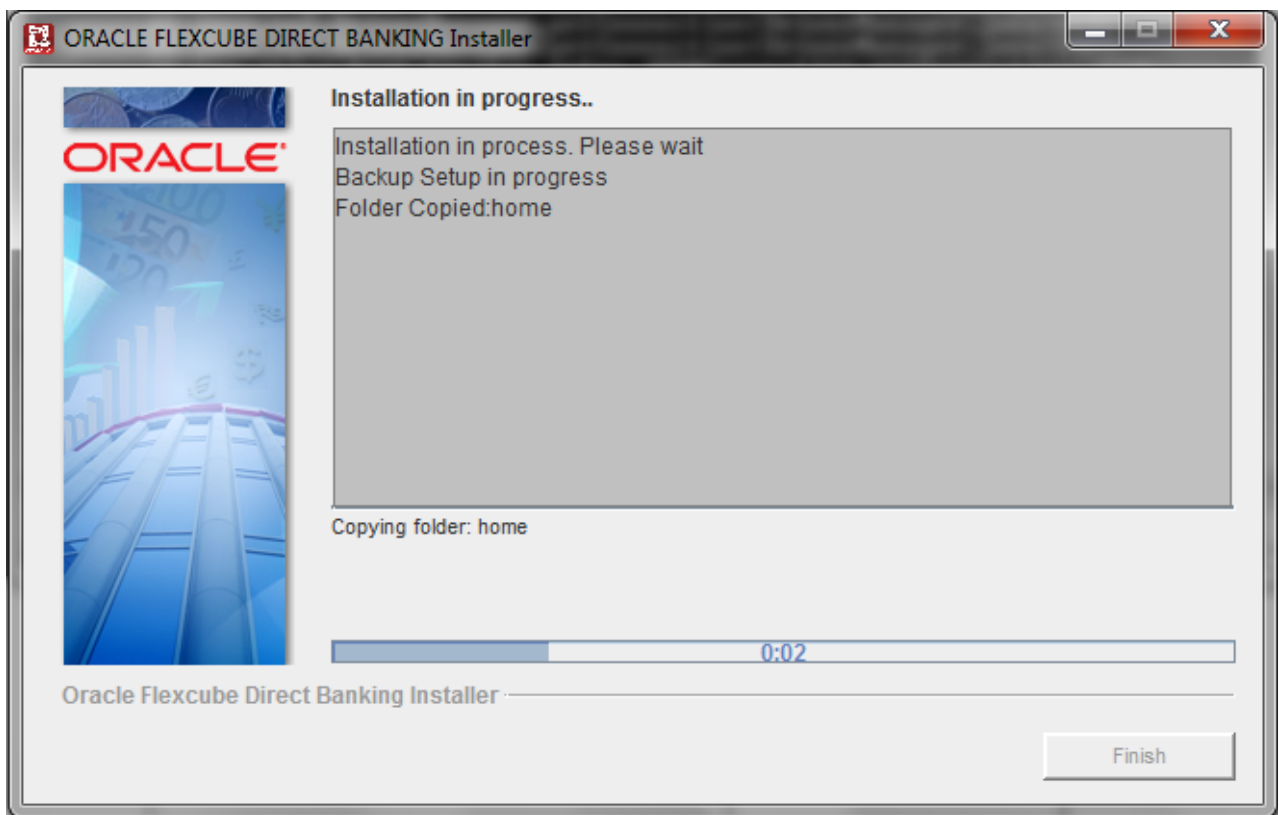 ORACLE FLEXCUBE DIRECT BANKING Installer
ORACLE
Installation in progress..
Installation in process. Please wait
Backup Setup in progress
Folder Copied:home
Copying folder: home
0:02
Oracle Flexcube Direct Banking Installer
Finish